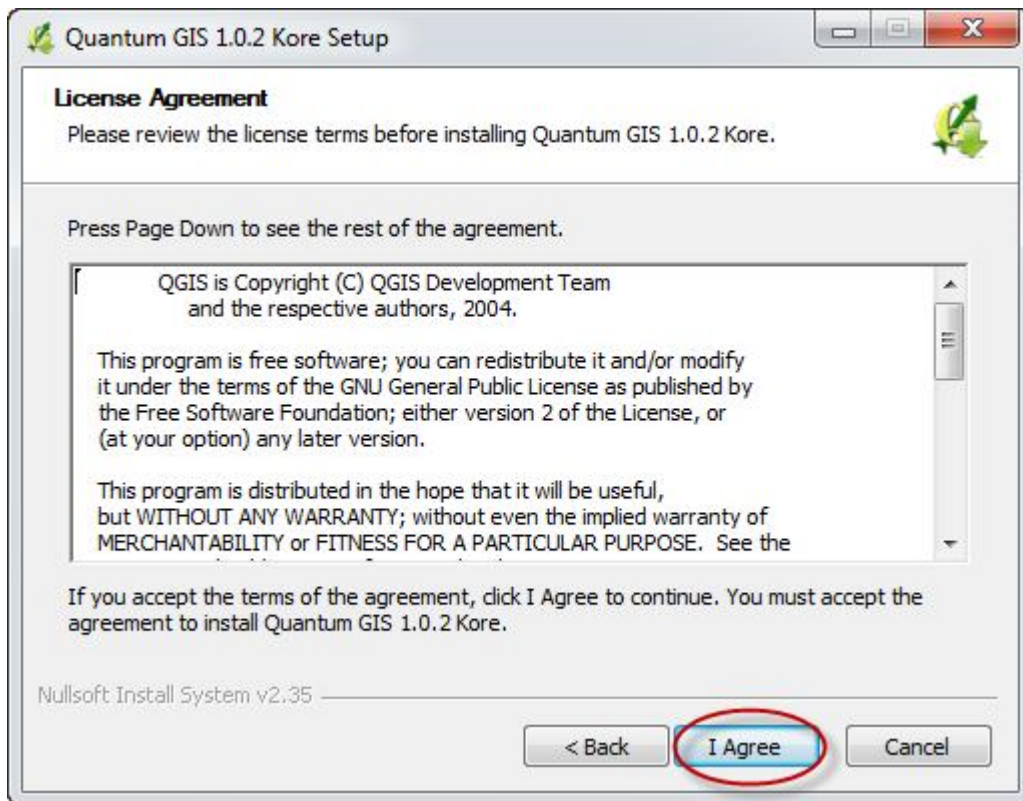 Quantum GIS 1.0.2 Kore Setup
License Agreement
Please review the license terms before installing Quantum GIS 1.0.2 Kore.
Press Page Down to see the rest of the agreement.
QGIS is Copyright (C) QGIS Development Team
and the respective authors, 2004.
This program is free software; you can redistribute it and/or modify
it under the terms of the GNU General Public License as published by
the Free Software Foundation; either version 2 of the License, or
(at your option) any later version.
This program is distributed in the hope that it will be useful,
but WITHOUT ANY WARRANTY; without even the implied warranty of
MERCHANTABILITY or FITNESS FOR A PARTICULAR PURPOSE.  See the
If you accept the terms of the agreement, click I Agree to continue. You must accept the
agreement to install Quantum GIS 1.0.2 Kore.
Nullsoft Install System v2.35
< Back
I Agree
Cancel